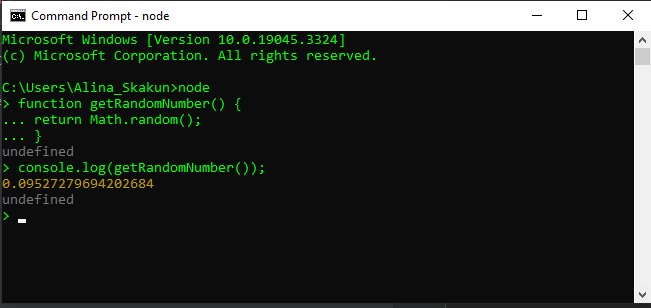 Command Prompt - node
Microsoft Windows [Version 10.0.19045.3324]
(c) Microsoft Corporation. All rights reserved.
C:\Users\Alina_Skakun>node
> function getRandomNumber() {
... return Math.random();
... }
undefined
> console.log(getRandomNumber());
0.09527279694202684
undefined
>